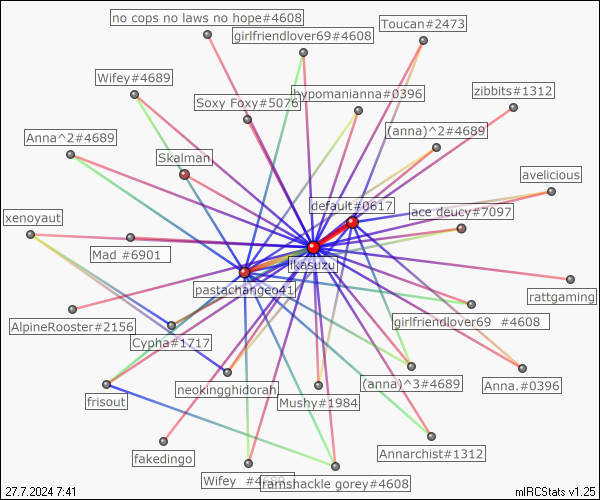 no cops no laws no hope#4608
girlfriendlover69#4608
Toucan#2473
Wifey#4689
hypomanianna#0396
zibbits#1312
Soxy Foxy#5076
Anna^2#4689
(anna)^2#4689
Skalman
avelicious
default#0617
ace deucy#7097
xenoyaut
Mad #6901
ikasuzu
pastachangeo41
rattgaming
AlpineRooster#2156
girlfriendlover69 #4608
Cypha#1717
neokingghidorah
(anna)^3#4689
Anna.#0396
frisout
Mushy#1984
Annarchist#1312
fakedingo
Wifey #4689
ramshackle gorey#4608
27.7.2024 7:41
mIRCStats v1.25